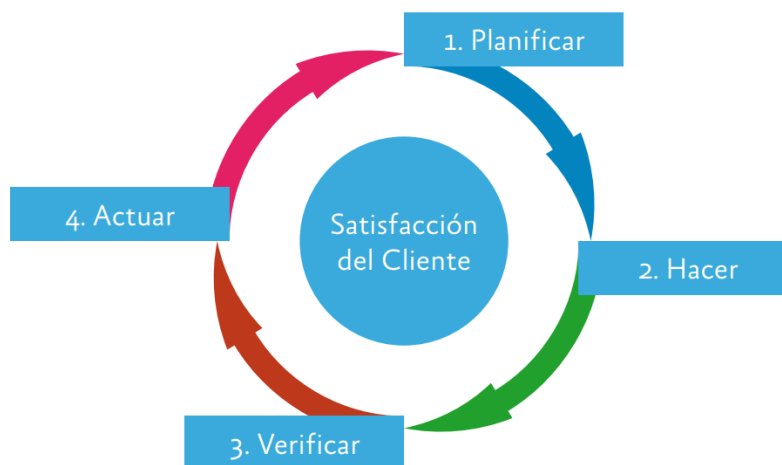 1. Planificar
2. Hacer
3. Verificar
4. Actuar
Satisfacción
del Cliente